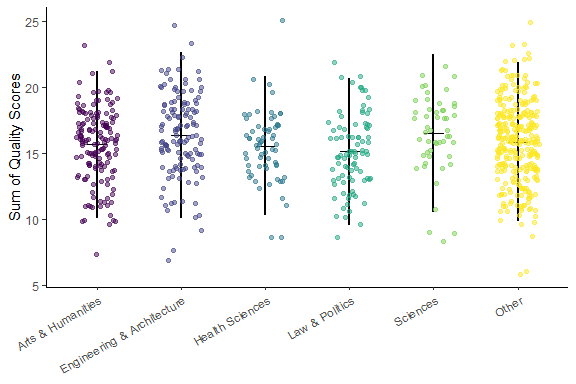 Sum of Quality Scores
25
20
15
10
5
Arts & Humanities
Engineering & Architecture
Health Sciences
Law & Politics
Sciences
Other